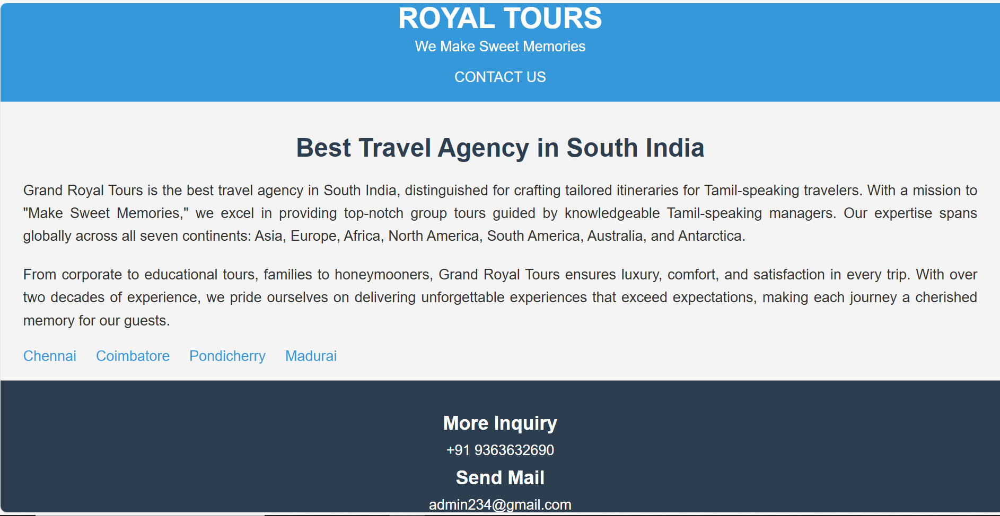 ROYAL TOURS
We Make Sweet Memories
CONTACT US
Best Travel Agency in South India
Grand Royal Tours is the best travel agency in South India, distinguished for crafting tailored itineraries for Tamil-speaking travelers. With a mission to
"Make Sweet Memories," we excel in providing top-notch group tours guided by knowledgeable Tamil-speaking managers. Our expertise spans
globally across all seven continents: Asia, Europe, Africa, North America, South America, Australia, and Antarctica.
From corporate to educational tours, families to honeymooners, Grand Royal Tours ensures luxury, comfort, and satisfaction in every trip. With over
two decades of experience, we pride ourselves on delivering unforgettable experiences that exceed expectations, making each journey a cherished
memory for our guests.
Chennai Coimbatore Pondicherry Madurai
More Inquiry
+91 9363632690
Send Mail
admin234@gmail.com